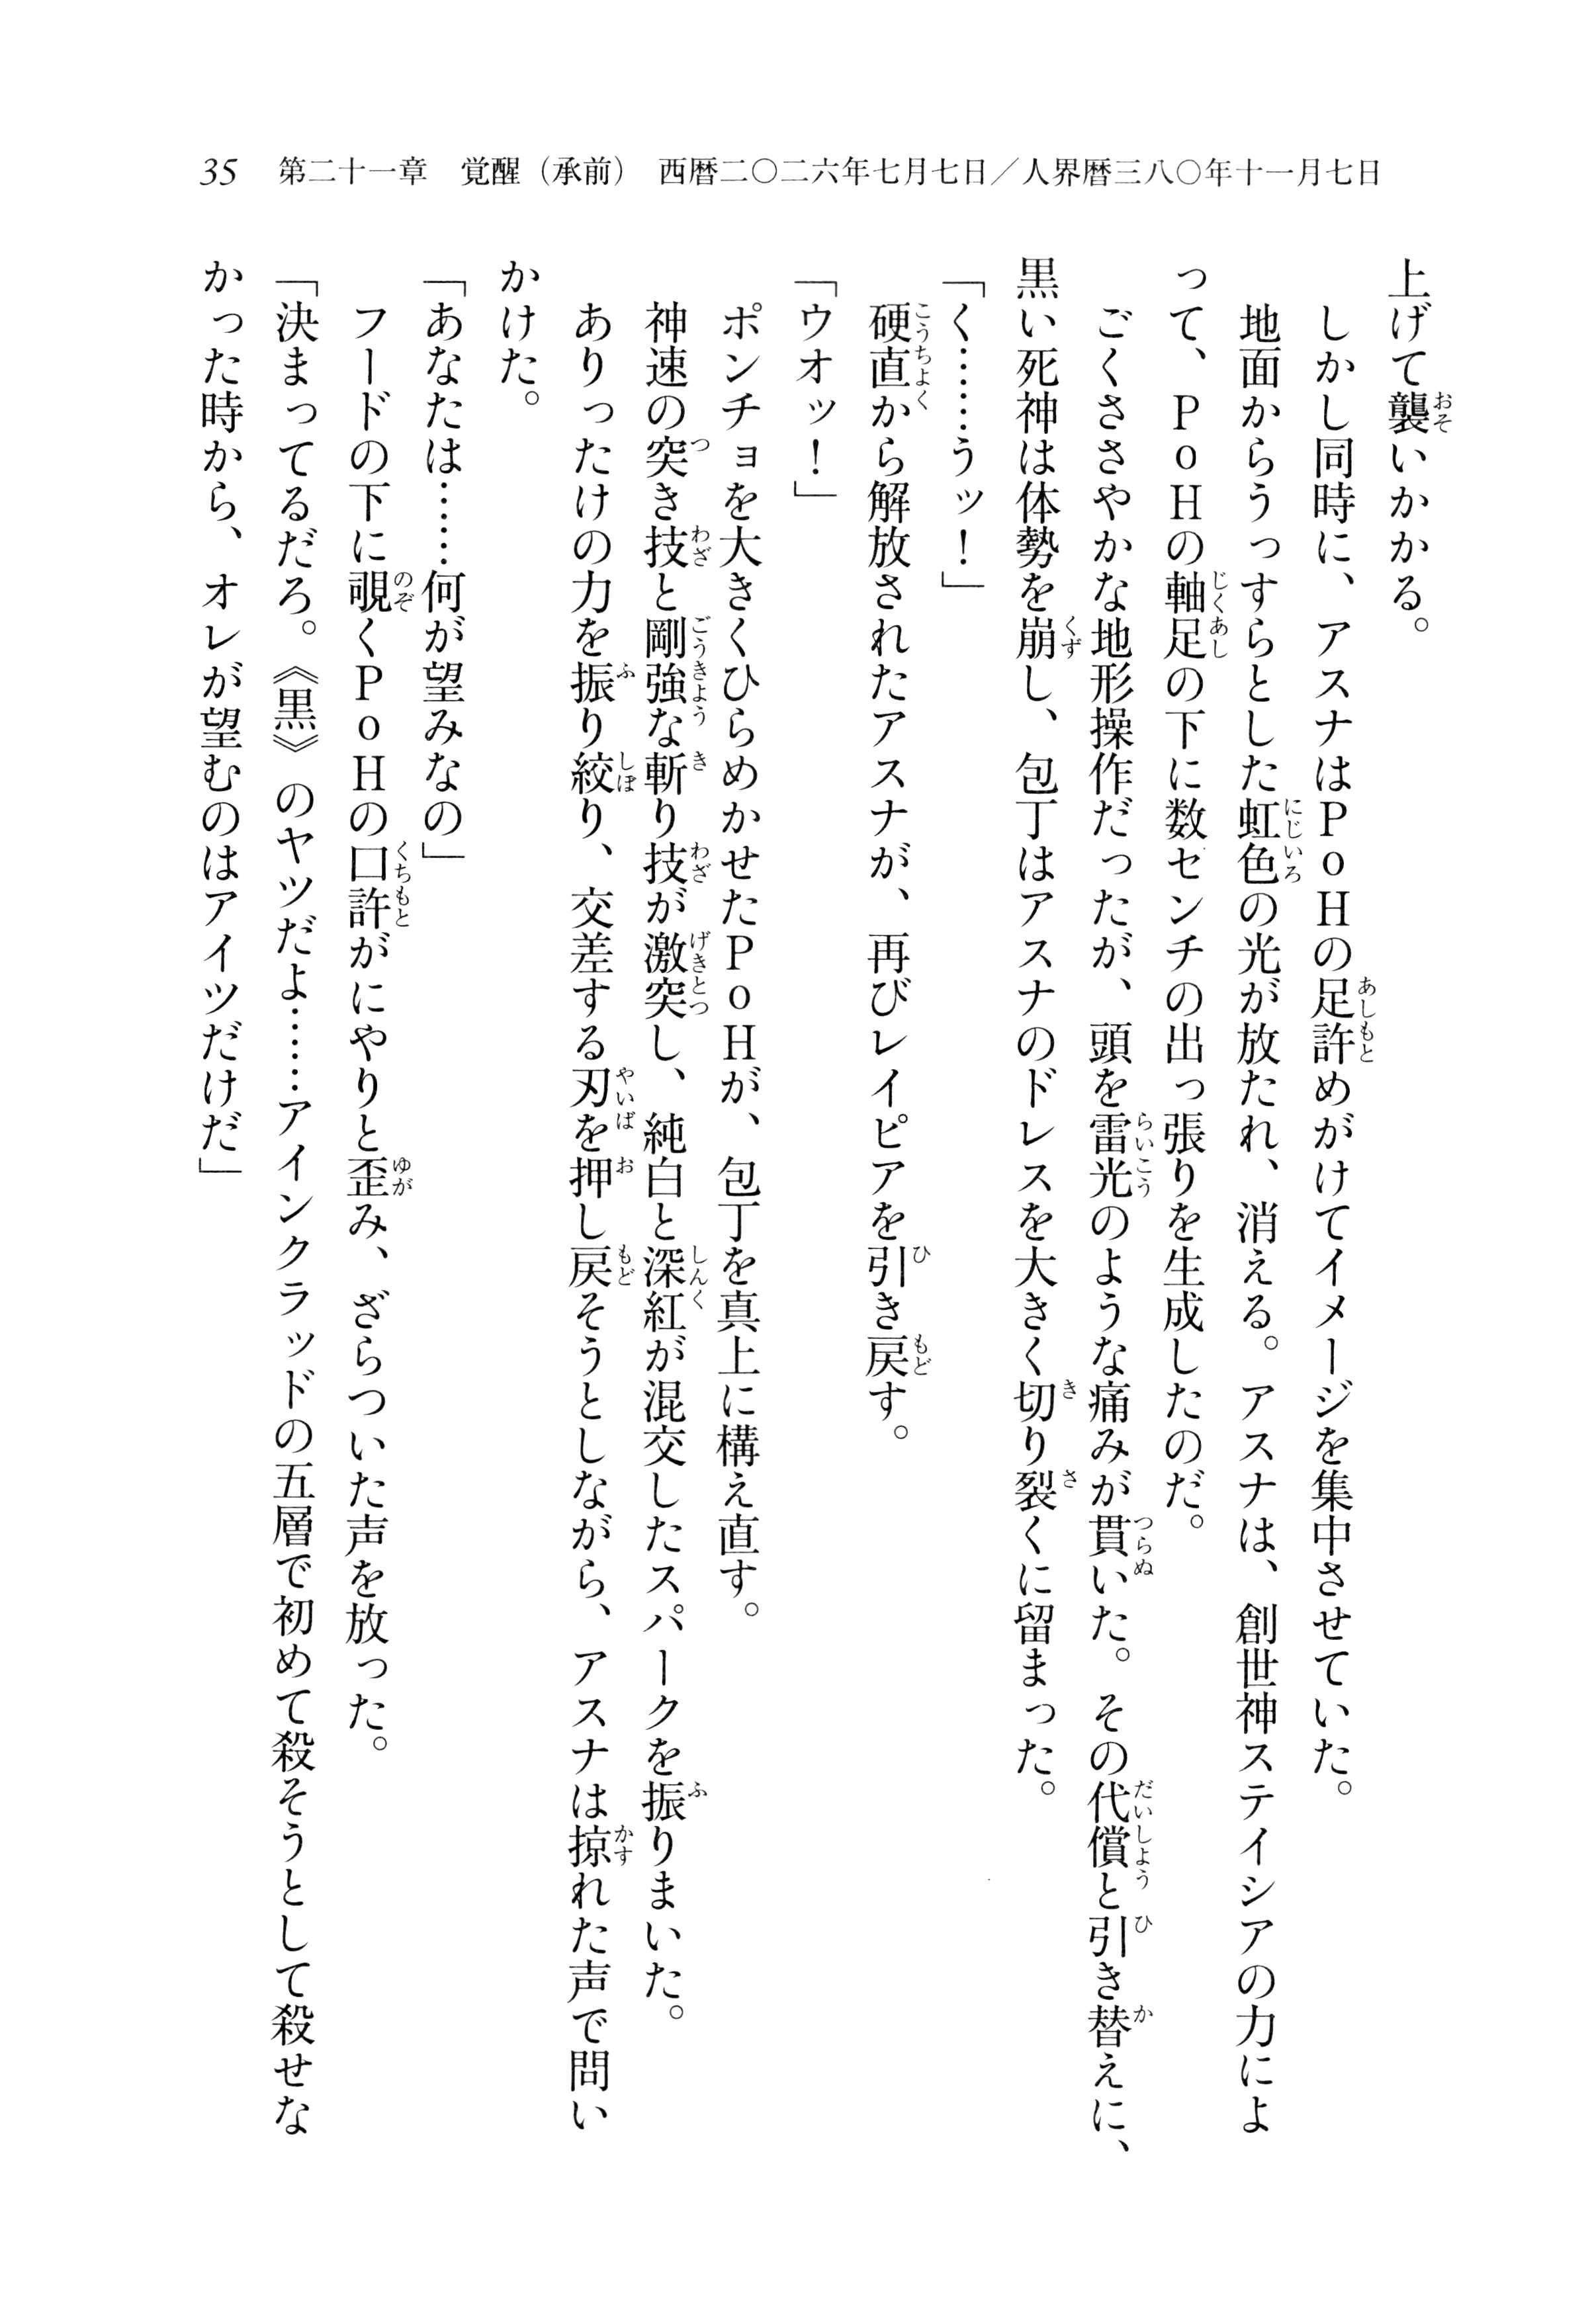 35 第二十一章 覚醒（承前） 西暦二〇二六年七月七日／人界暦三八〇年十一月七日
上げて襲いかかる。
しかし同時に、アスナはPoHの足許めがけてイメージを集中させていた。
地面からうっすらとした虹色の光が放たれ、消える。アスナは、創世神ステイシアの力によ
って、PoHの軸足の下に数センチの出っ張りを生成したのだ。
ごくささやかな地形操作だったが、頭を雷光のような痛みが貫いた。その代償と引き替えに、
黒い死神は体勢を崩し、包丁はアスナのドレスを大きく切り裂くに留まった。
「く……うッ！」
硬直から解放されたアスナが、再びレイピアを引き戻す。
「ウオッ！」
ポンチョを大きくひらめかせたPoHが、包丁を真上に構え直す。
神速の突き技と剛強な斬り技が激突し、純白と深紅が混交したスパークを振りまいた。
ありったけの力を振り絞り、交差する刃を押し戻そうとしながら、アスナは掠れた声で問い
かけた。
「あなたは……何が望みなの」
フードの下に覗くPoHの口許がにやりと歪み、ざらついた声を放った。
「決まってるだろ。《黒》のヤツだよ……アインクラッドの五層で初めて殺そうとして殺せな
かった時から、オレが望むのはアイツだけだ」